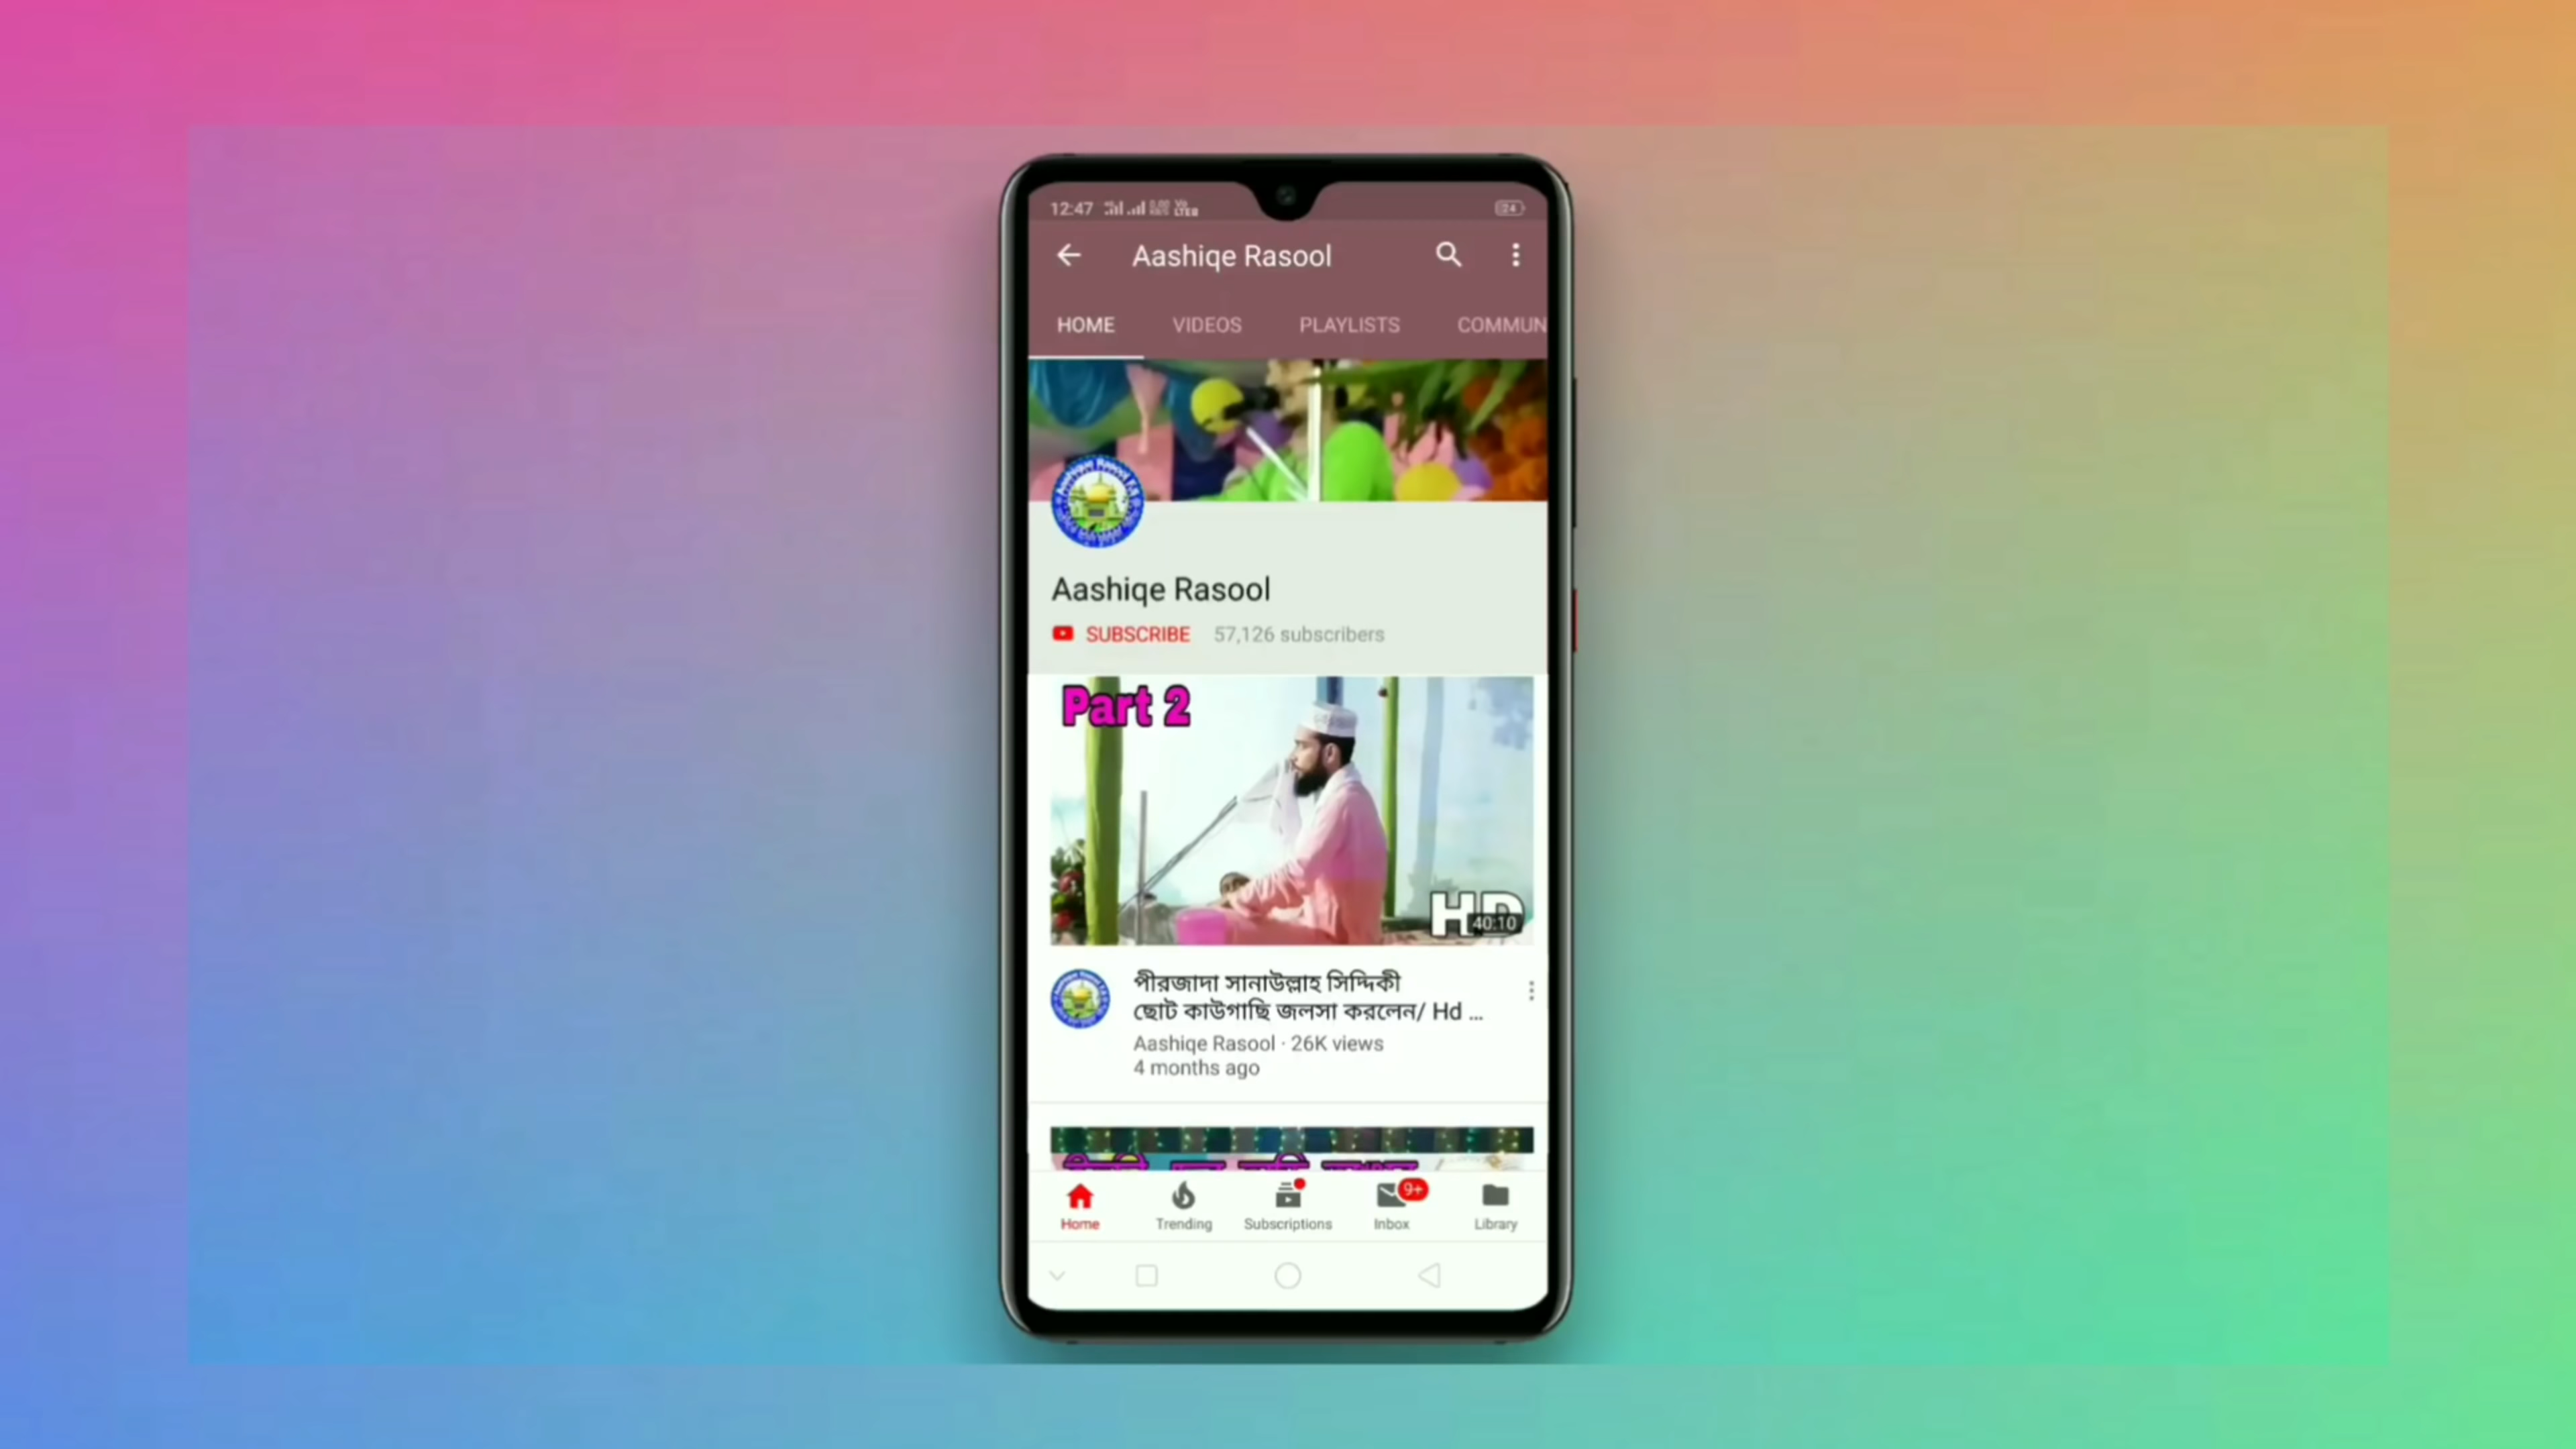 12:47
24
Aashiqe Rasool
HOME VIDEOS PLAYLISTS COMMUN
Aashiqe Rasool
SUBSCRIBE 57,126 subscribers
Part 2
HD
40:10
পীরজাদা সানাউল্লাহ সিদ্দিকী
ছোট কাউগাছি জলসা করলেন/ Hd ...
Aashiqe Rasool · 26K views
4 months ago
9+
Home Trending Subscriptions Inbox Library